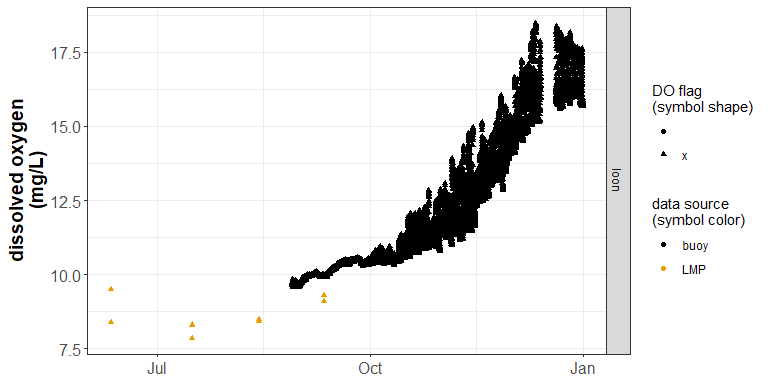 dissolved oxygen
(mg/L)
17.5
15.0
12.5
10.0
7.5
Jul
Oct
Jan
loon
DO flag
(symbol shape)
x
data source
(symbol color)
buoy
LMP